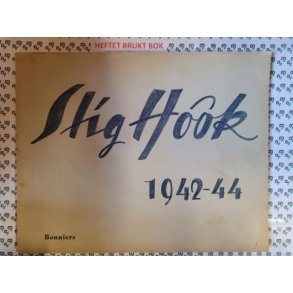 HEFTET BRUKT BOK
Stig Höök
1942-44
Bonniers